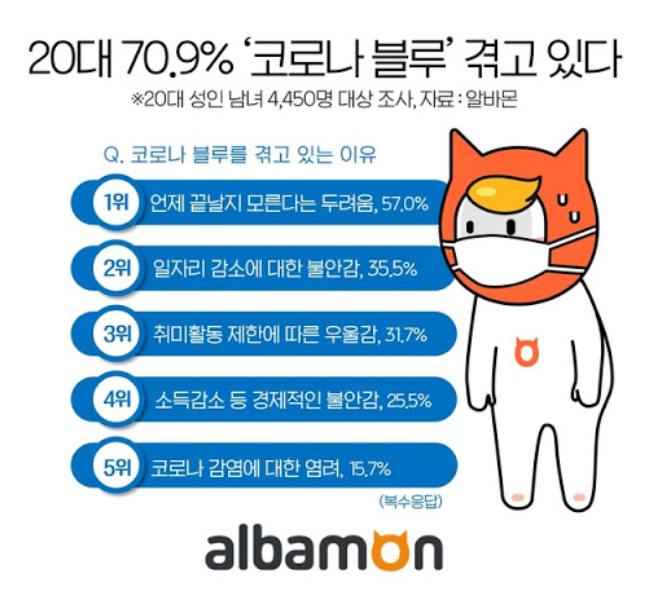 20대 70.9% ‘코로나 블루’ 겪고 있다
※20대 성인 남녀 4,450명 대상 조사, 자료 : 알바몬
Q. 코로나 블루를 겪고 있는 이유
1위 언제 끝날지 모른다는 두려움, 57.0%
2위 일자리 감소에 대한 불안감, 35.5%
3위 취미활동 제한에 따른 우울감, 31.7%
4위 소득감소 등 경제적인 불안감, 25.5%
5위 코로나 감염에 대한 염려, 15.7%
(복수응답)
albamon